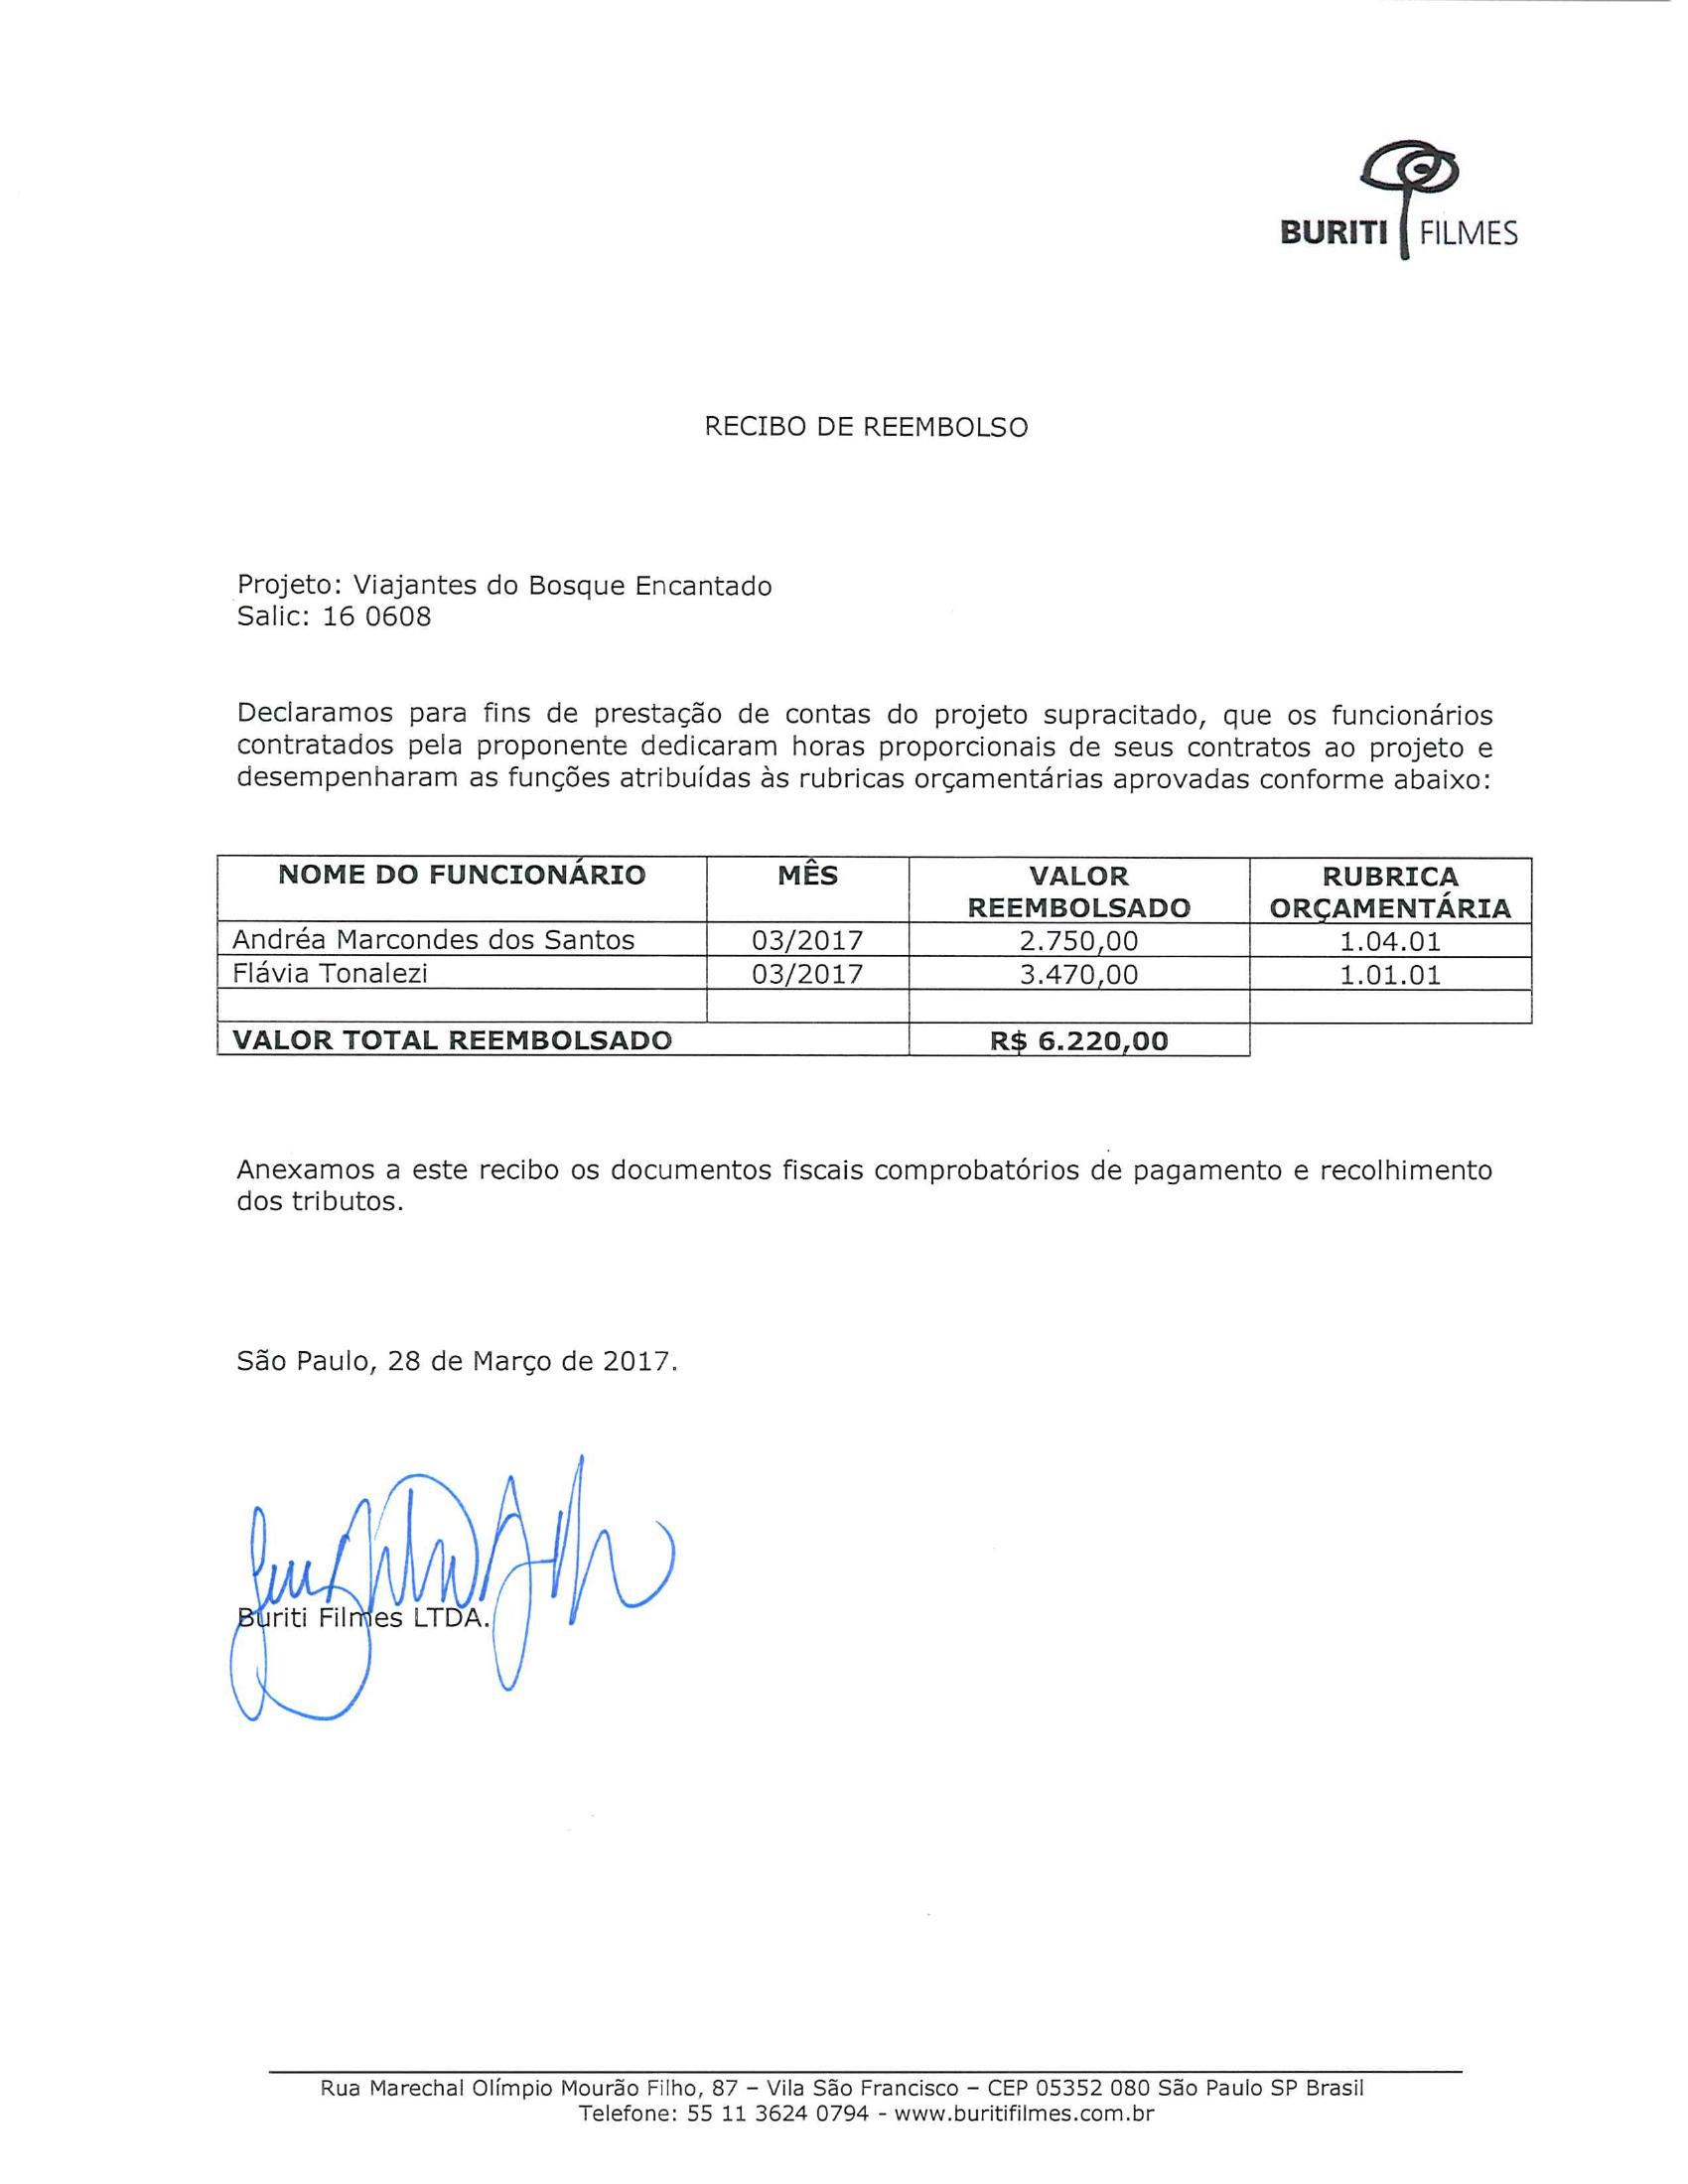 BURITI FILMES
RECIBO DE REEMBOLSO
Projeto: Viajantes do Bosque Encantado
Salic: 16 0608
Declaramos para fins de prestação de contas do projeto supracitado, que os funcionários
contratados pela proponente dedicaram horas proporcionais de seus contratos ao projeto e
desempenharam as funções atribuídas às rubricas orçamentárias aprovadas conforme abaixo:
NOME DO FUNCIONÁRIO MÊS VALOR REEMBOLSADO RUBRICA ORÇAMENTÁRIA
Andréa Marcondes dos Santos 03/2017 2.750,00 1.04.01
Flávia Tonalezi 03/2017 3.470,00 1.01.01
VALOR TOTAL REEMBOLSADO R$ 6.220,00
Anexamos a este recibo os documentos fiscais comprobatórios de pagamento e recolhimento
dos tributos.
São Paulo, 28 de Março de 2017.
Buriti Filmes LTDA.
Rua Marechal Olímpio Mourão Filho, 87 – Vila São Francisco – CEP 05352 080 São Paulo SP Brasil
Telefone: 55 11 3624 0794 - www.buritifilmes.com.br